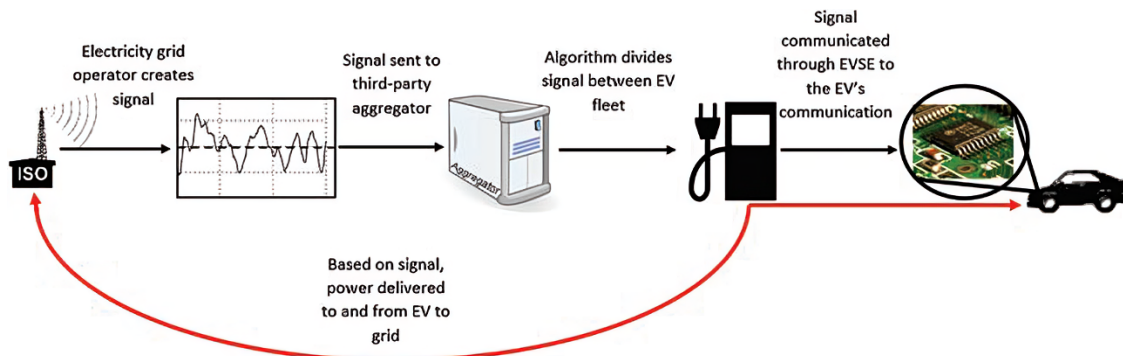 Electricity grid
operator creates
signal
Signal sent to
third-party
aggregator
Algorithm divides
signal between EV
fleet
Signal
communicated
through EVSE to
the EV's
communication
ISO
Aggregator
Based on signal,
power delivered
to and from EV to
grid